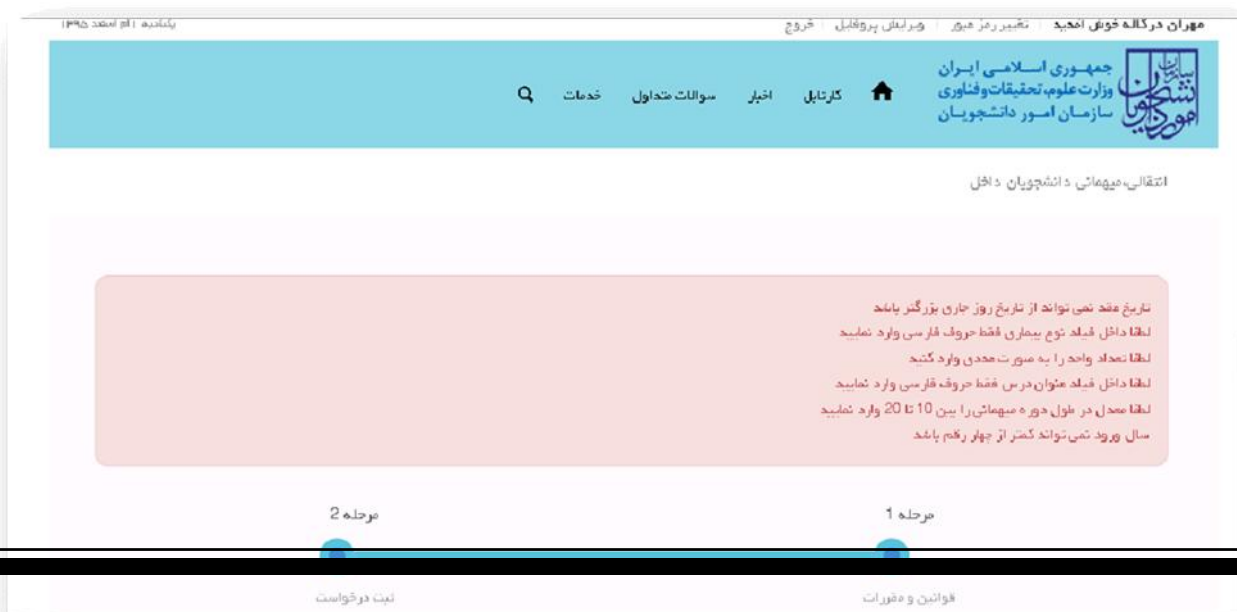 مهران درکاله خوش آمدید | تغییر رمز عبور | ویرایش پروفایل | خروج
یکشنبه ۱ ام اسفند ۱۳۹۵
سازمان امور دانشجویان
جمهوری اسلامی ایران
وزارت علوم، تحقیقات و فناوری
سازمان امور دانشجویان
کارتابل اخبار سوالات متداول خدمات
انتقالی،میهمانی دانشجویان داخل
تاریخ عقد نمی تواند از تاریخ روز جاری بزرگتر باشد
لطفا داخل فیلد نوع بیماری فقط حروف فارسی وارد نمایید
لطفا تعداد واحد را به صورت عددی وارد کنید
لطفا داخل فیلد عنوان درس فقط حروف فارسی وارد نمایید
لطفا معدل در طول دوره میهمانی را بین 10 تا 20 وارد نمایید
سال ورود نمی تواند کمتر از چهار رقم باشد
مرحله 1
مرحله 2
قوانین و مقررات
ثبت درخواست